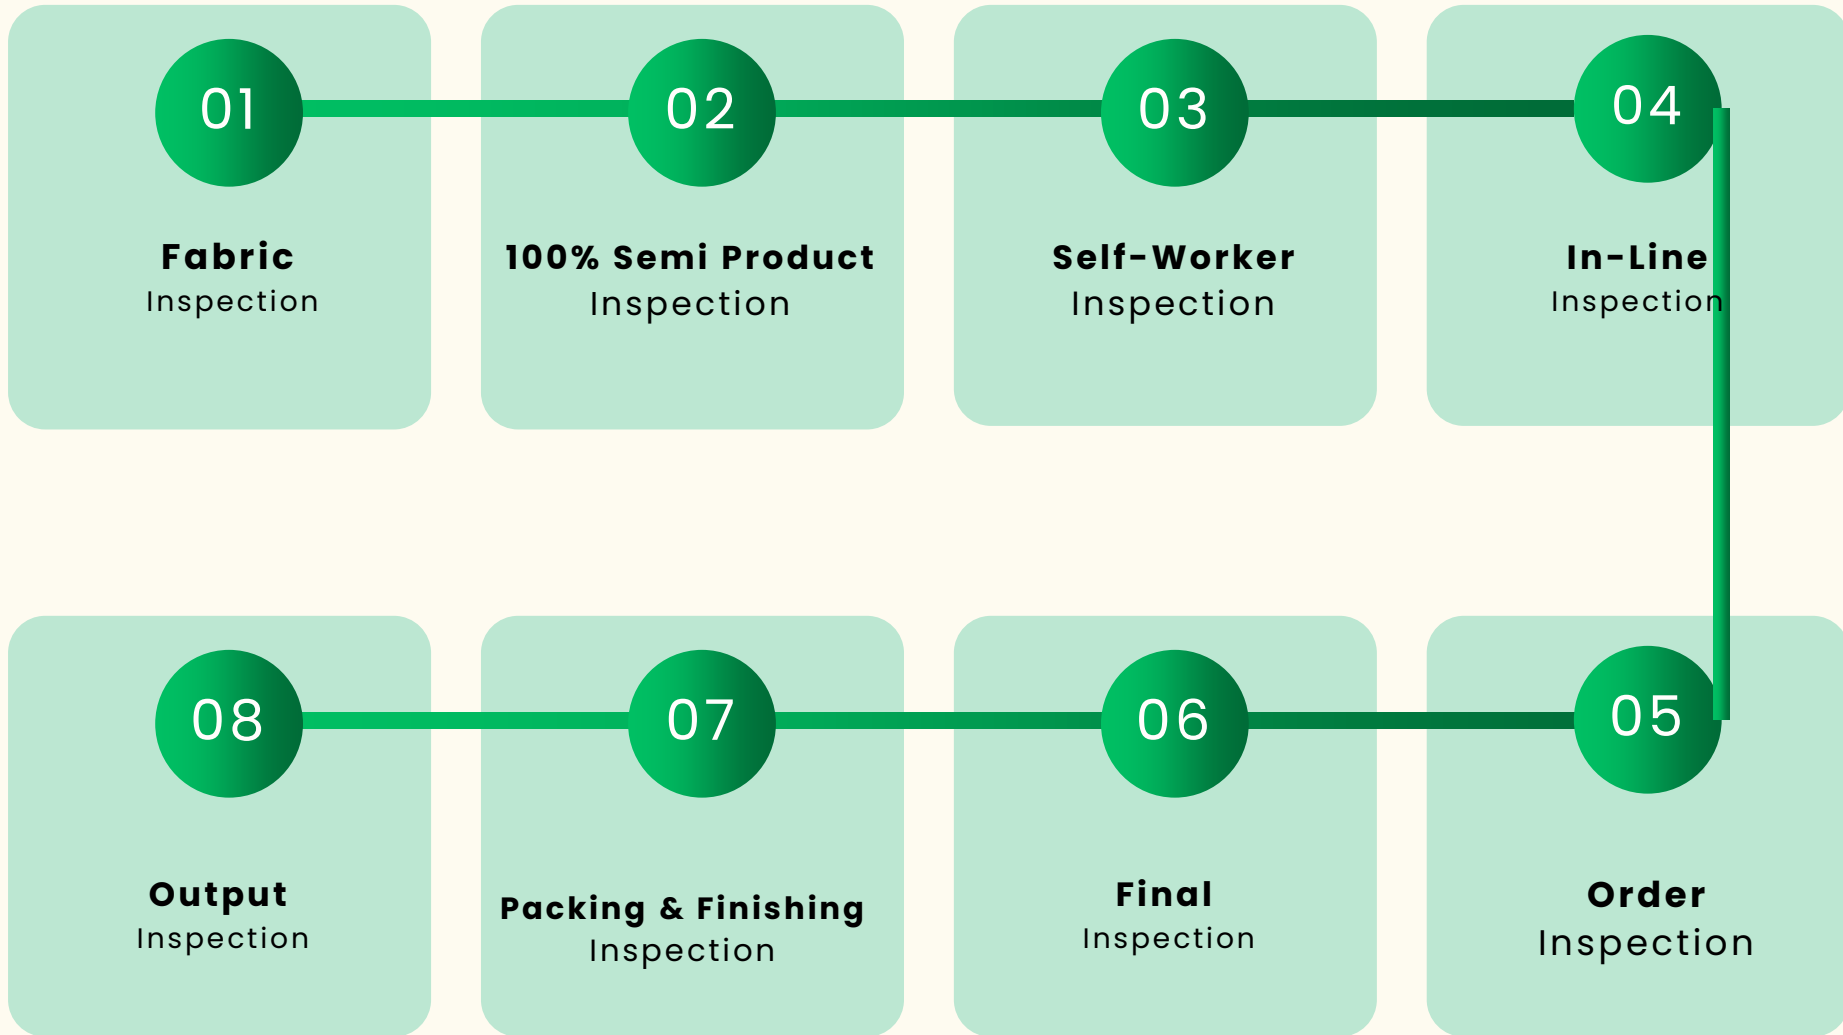 01
Fabric
Inspection
02
100% Semi Product
Inspection
03
Self-Worker
Inspection
04
In-Line
Inspection
05
Order
Inspection
06
Final
Inspection
07
Packing & Finishing
Inspection
08
Output
Inspection